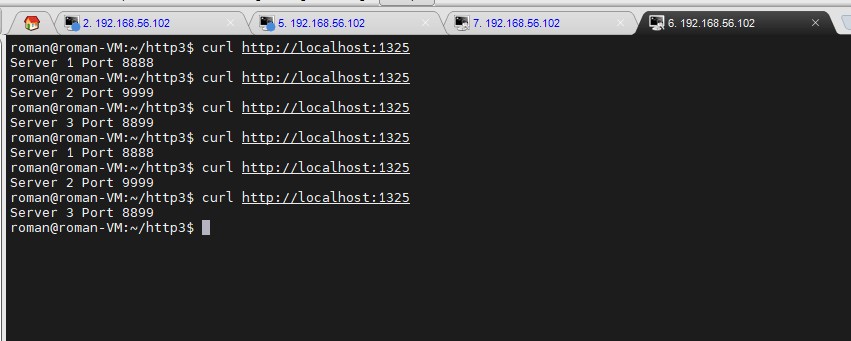 2. 192.168.56.102
5. 192.168.56.102
7. 192.168.56.102
6. 192.168.56.102
roman@roman-VM:~/http3$ curl http://localhost:1325
Server 1 Port 8888
roman@roman-VM:~/http3$ curl http://localhost:1325
Server 2 Port 9999
roman@roman-VM:~/http3$ curl http://localhost:1325
Server 3 Port 8899
roman@roman-VM:~/http3$ curl http://localhost:1325
Server 1 Port 8888
roman@roman-VM:~/http3$ curl http://localhost:1325
Server 2 Port 9999
roman@roman-VM:~/http3$ curl http://localhost:1325
Server 3 Port 8899
roman@roman-VM:~/http3$